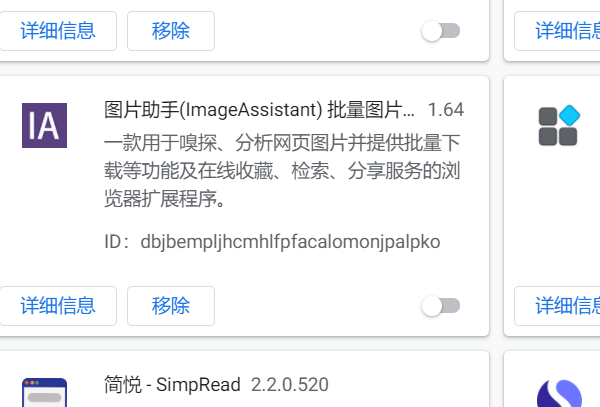 详细信息 移除 详细信息
图片助手(ImageAssistant) 批量图片... 1.64
IA
一款用于嗅探、分析网页图片并提供批量下
载等功能及在线收藏、检索、分享服务的浏
览器扩展程序。
ID：dbjbempljhcmhlfpfacalomonjpalpko
详细信息 移除 详细信息
简悦 - SimpRead 2.2.0.520